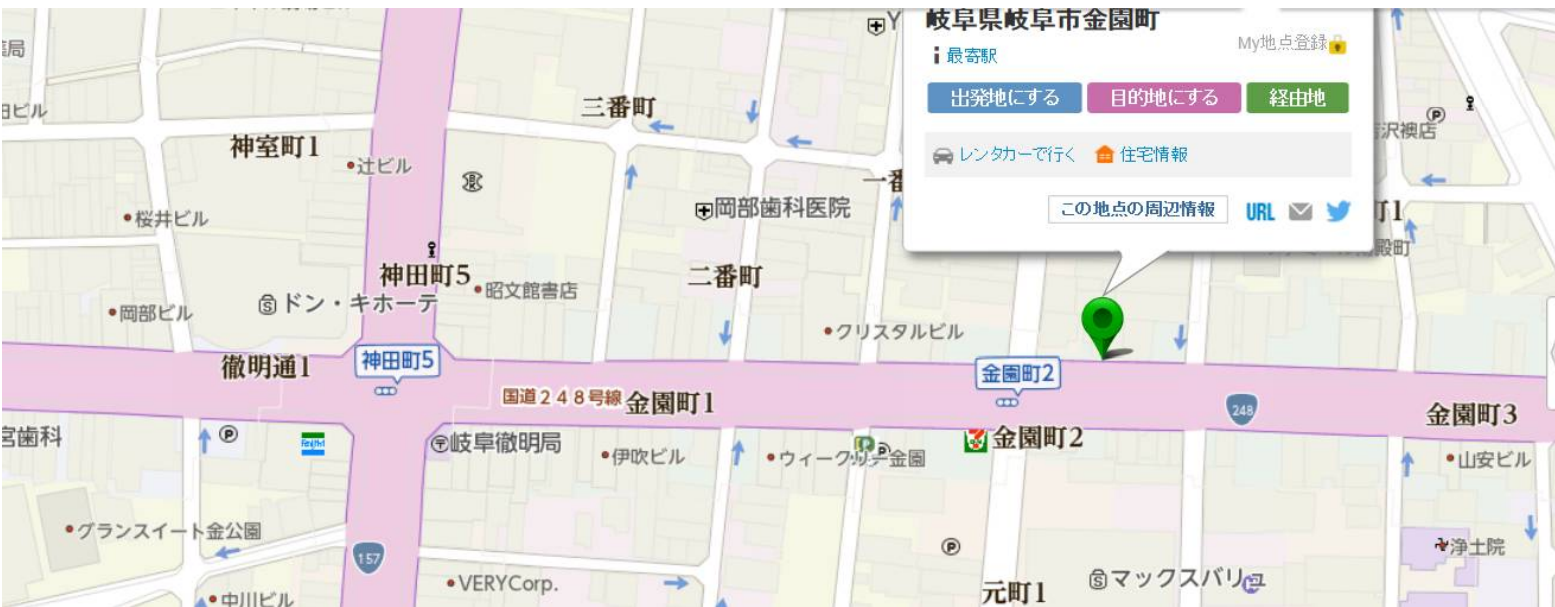 岐阜県岐阜市金園町
My地点登録
最寄駅
出発地にする
目的地にする
経由地
レンタカーで行く
住宅情報
この地点の周辺情報
URL
三番町
神室町1
辻ビル
岡部歯科医院
桜井ビル
神田町5
昭文館書店
二番町
岡部ビル
ドン・キホーテ
クリスタルビル
徹明通1
神田町5
金園町2
国道248号線
金園町1
248
金園町3
宮歯科
岐阜徹明局
伊吹ビル
ウィークリー金園
金園町2
山安ビル
グランスイート金公園
157
浄土院
VERYCorp.
元町1
マックスバリュ
中川ビル